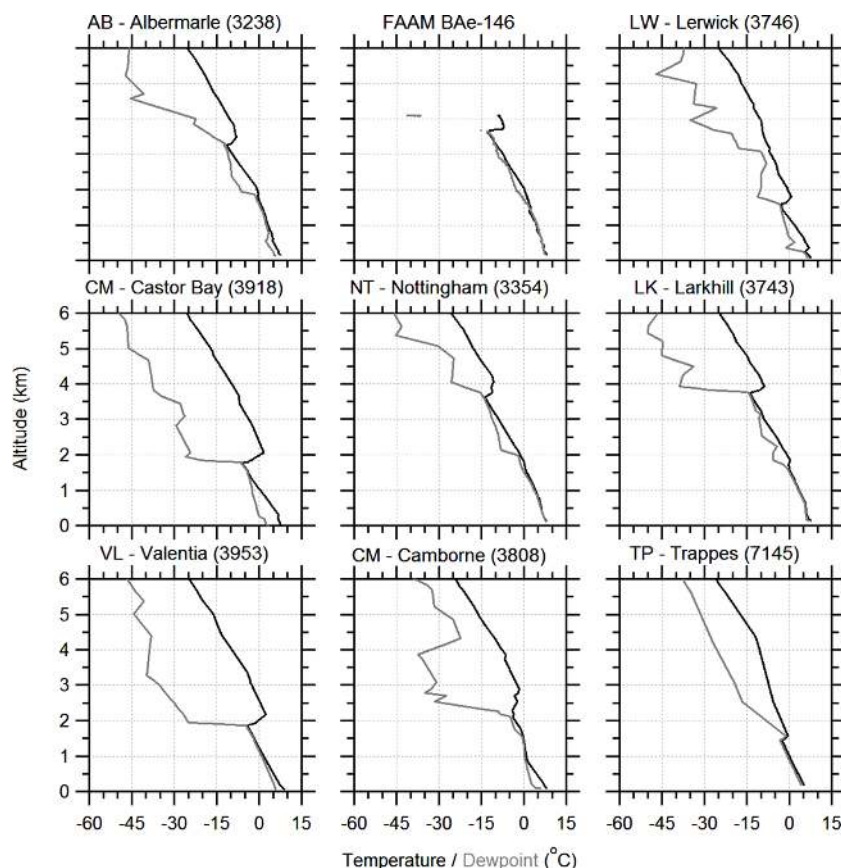 AB - Albermarle (3238) FAAM BAe-146 LW - Lerwick (3746)
CM - Castor Bay (3918) NT - Nottingham (3354) LK - Larkhill (3743)
6
5
4
3
2
1
0
Altitude (km)
VL - Valentia (3953) CM - Camborne (3808) TP - Trappes (7145)
6
5
4
3
2
1
0
-60 -45 -30 -15 0 -60 -45 -30 -15 0 -60 -45 -30 -15 0
Temperature / Dewpoint (°C)